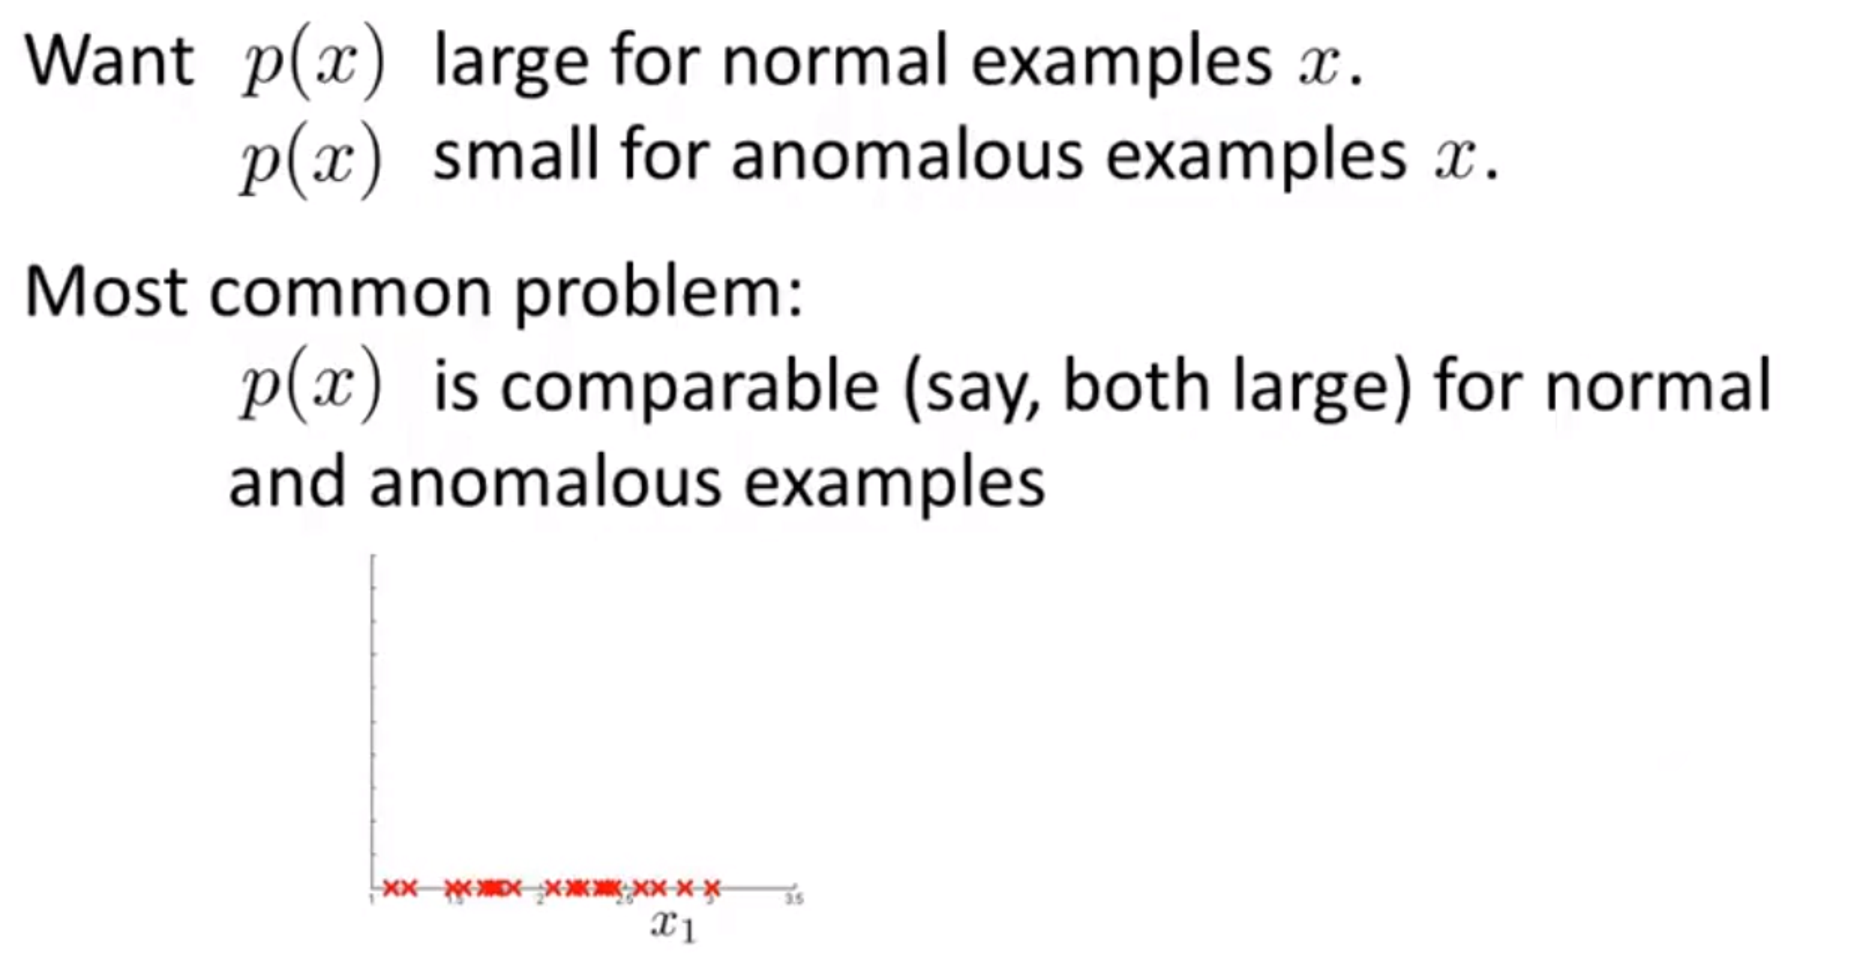 Want p(x) large for normal examples x.
p(x) small for anomalous examples x.
Most common problem:
p(x) is comparable (say, both large) for normal
and anomalous examples
1 1.5 2 2.5 3 3.5
x₁